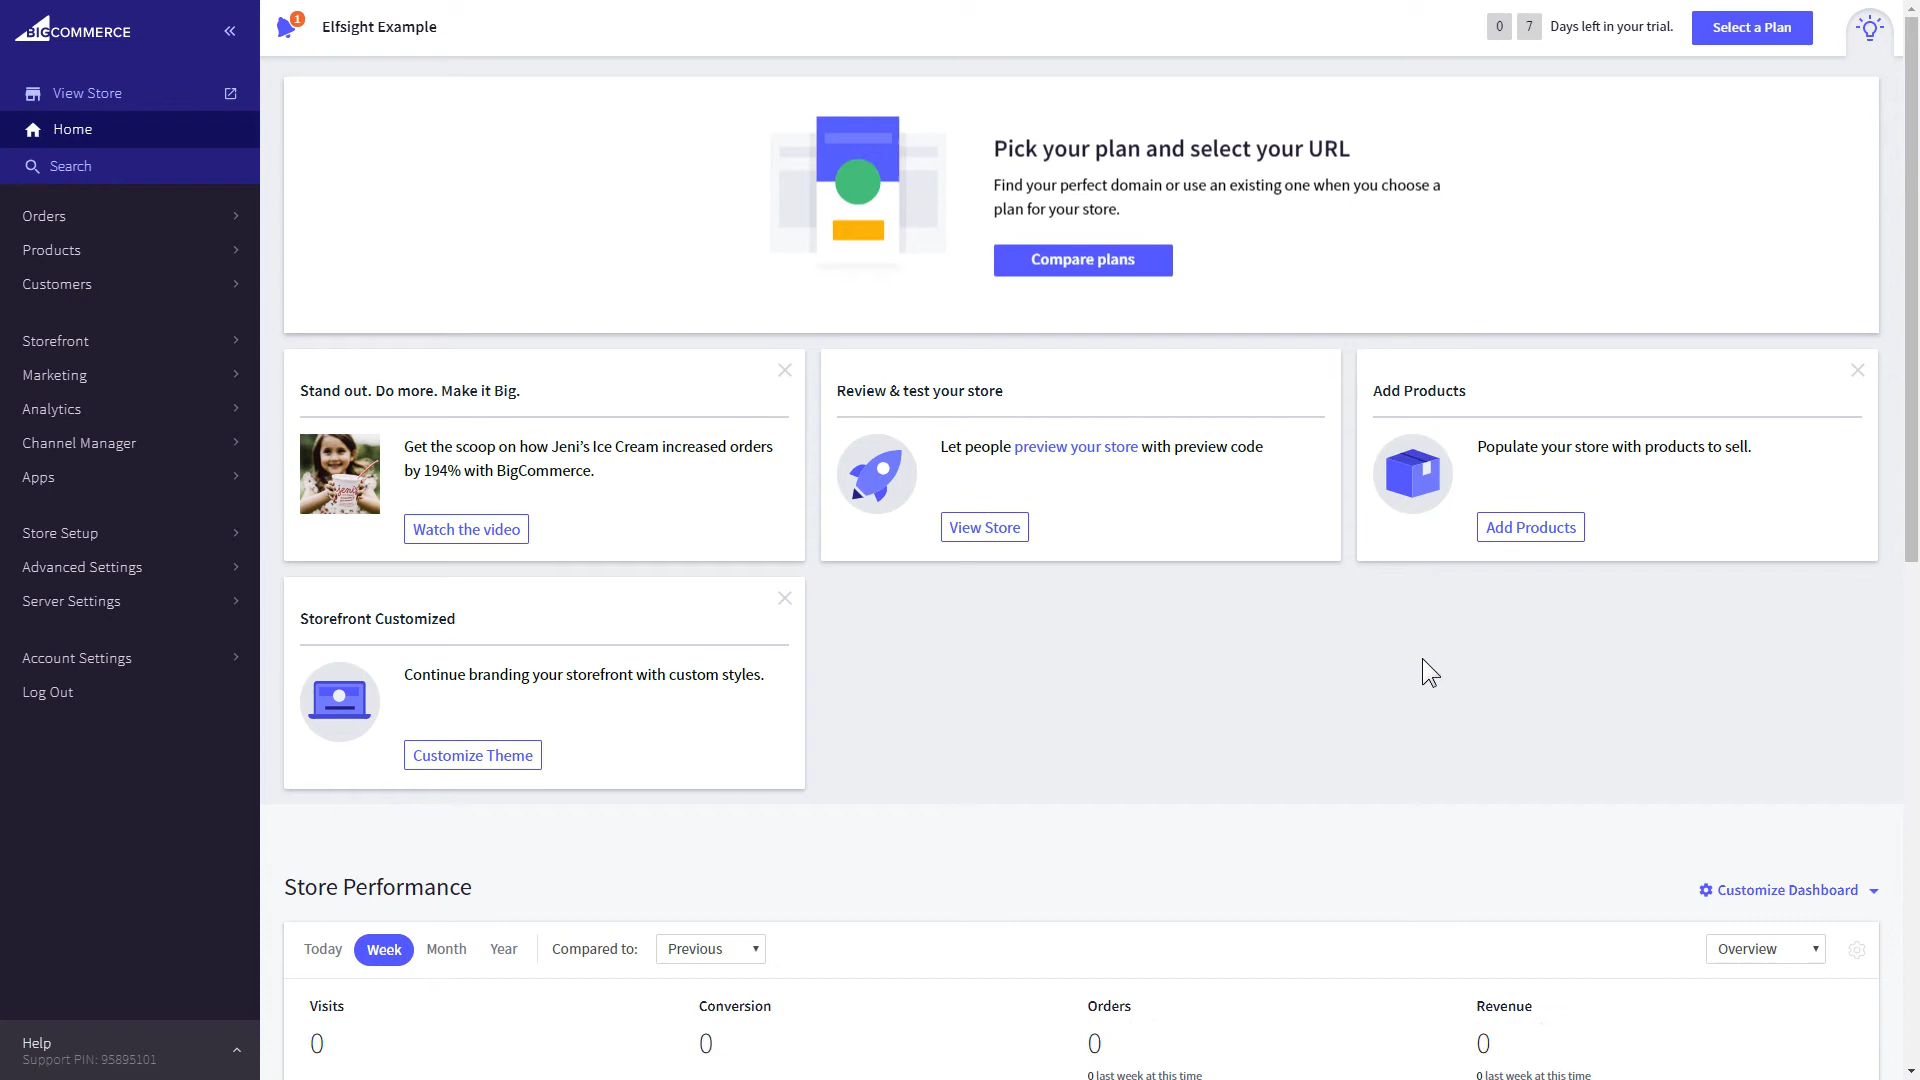 BIGCOMMERCE
View Store
Home
Search
Orders
Products
Customers
Storefront
Marketing
Analytics
Channel Manager
Apps
Store Setup
Advanced Settings
Server Settings
Account Settings
Log Out
Help
Support PIN: 95895101
1
Elfsight Example
0 7 Days left in your trial.
Select a Plan
Pick your plan and select your URL
Find your perfect domain or use an existing one when you choose a
plan for your store.
Compare plans
Stand out. Do more. Make it Big.
Get the scoop on how Jeni’s Ice Cream increased orders
by 194% with BigCommerce.
jeni's
Watch the video
Review & test your store
Let people preview your store with preview code
View Store
Add Products
Populate your store with products to sell.
Add Products
Storefront Customized
Continue branding your storefront with custom styles.
Customize Theme
Store Performance
Customize Dashboard
Today Week Month Year Compared to: Previous
Overview
Visits
0
Conversion
0
Orders
0
0 last week at this time
Revenue
0
0 last week at this time